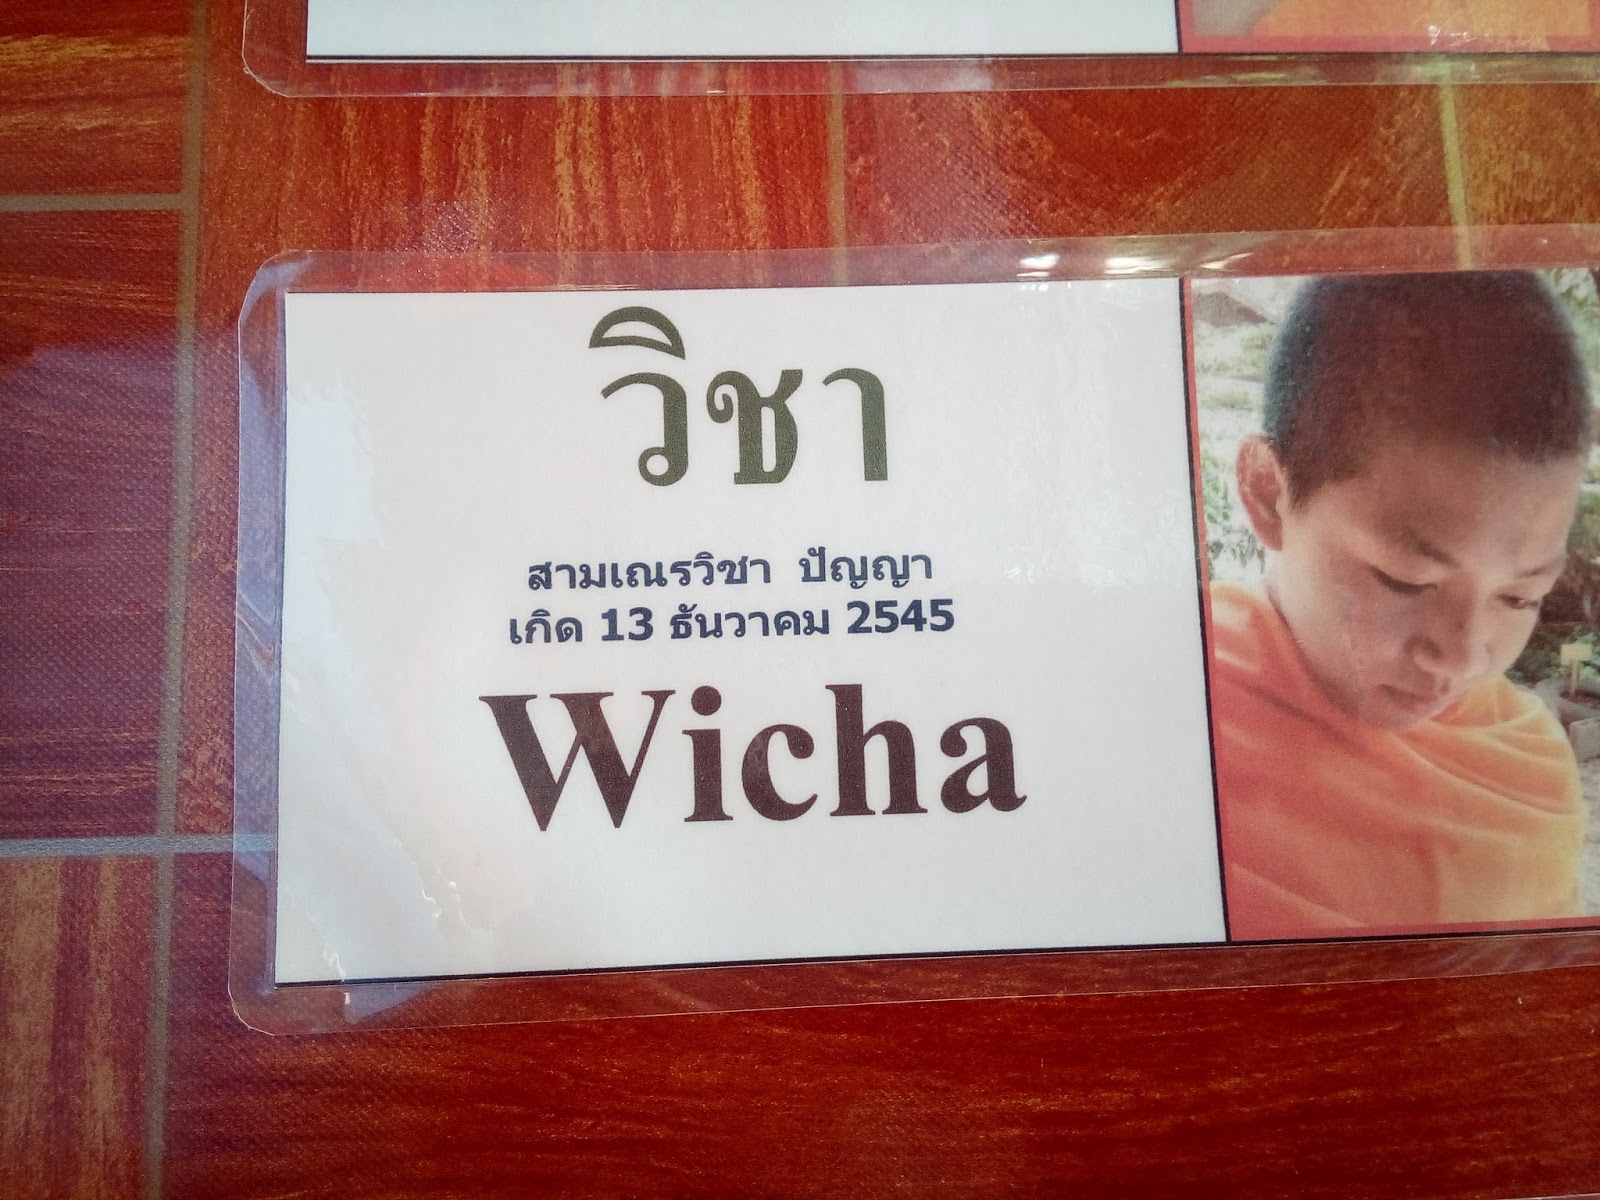 วิชา
สามเณรวิชา ปัญญา
เกิด 13 ธันวาคม 2545
Wicha